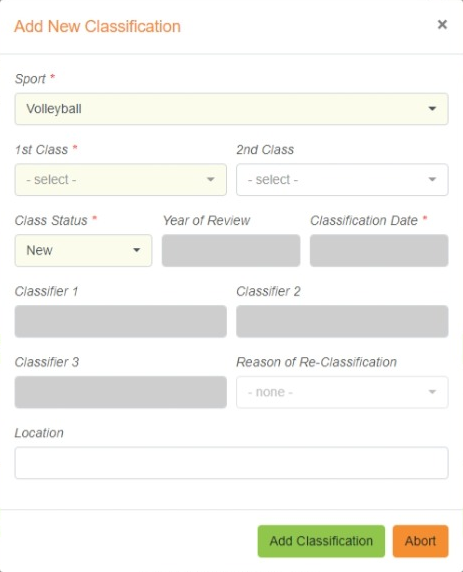 Add New Classification ×
Sport *
Volleyball
1st Class * 2nd Class
- select - - select -
Class Status * Year of Review Classification Date *
New
Classifier 1 Classifier 2
Classifier 3 Reason of Re-Classification
- none -
Location
Add Classification Abort